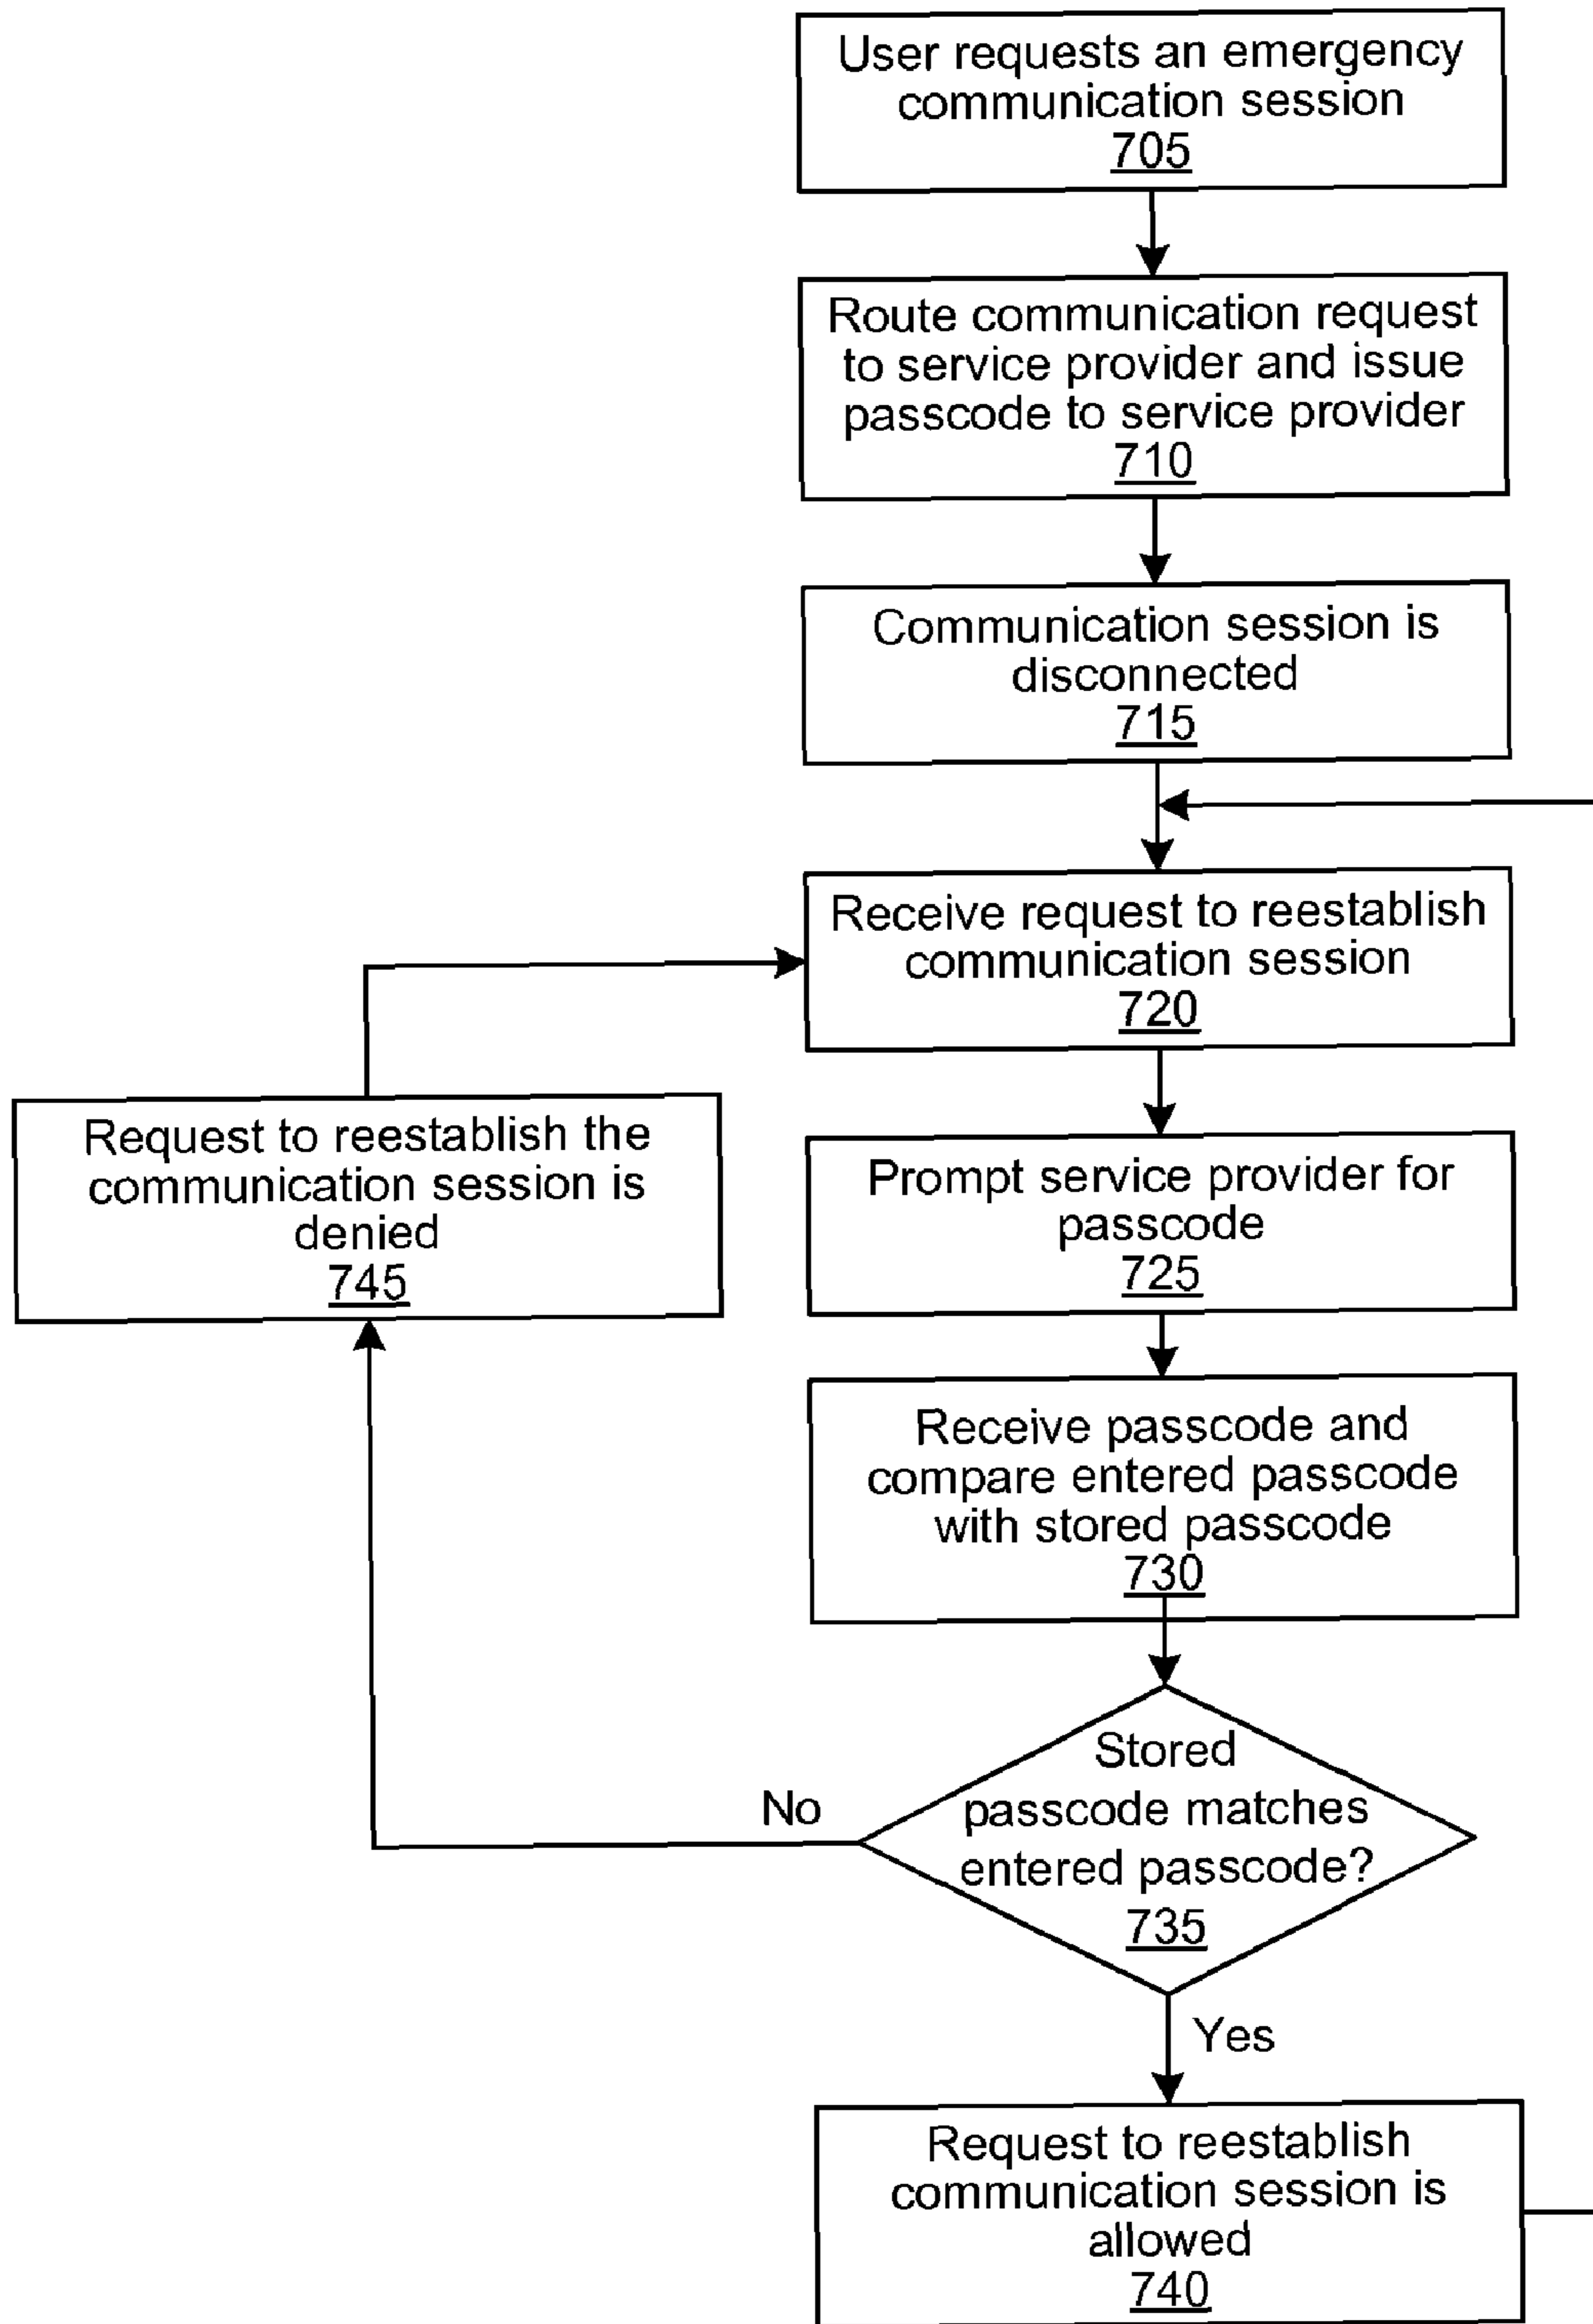 User requests an emergency
communication session
705
Route communication request
to service provider and issue
passcode to service provider
710
Communication session is
disconnected
715
Receive request to reestablish
communication session
720
Request to reestablish the
communication session is
denied
745
Prompt service provider for
passcode
725
Receive passcode and
compare entered passcode
with stored passcode
730
Stored
passcode matches
entered passcode?
735
No
Yes
Request to reestablish
communication session is
allowed
740